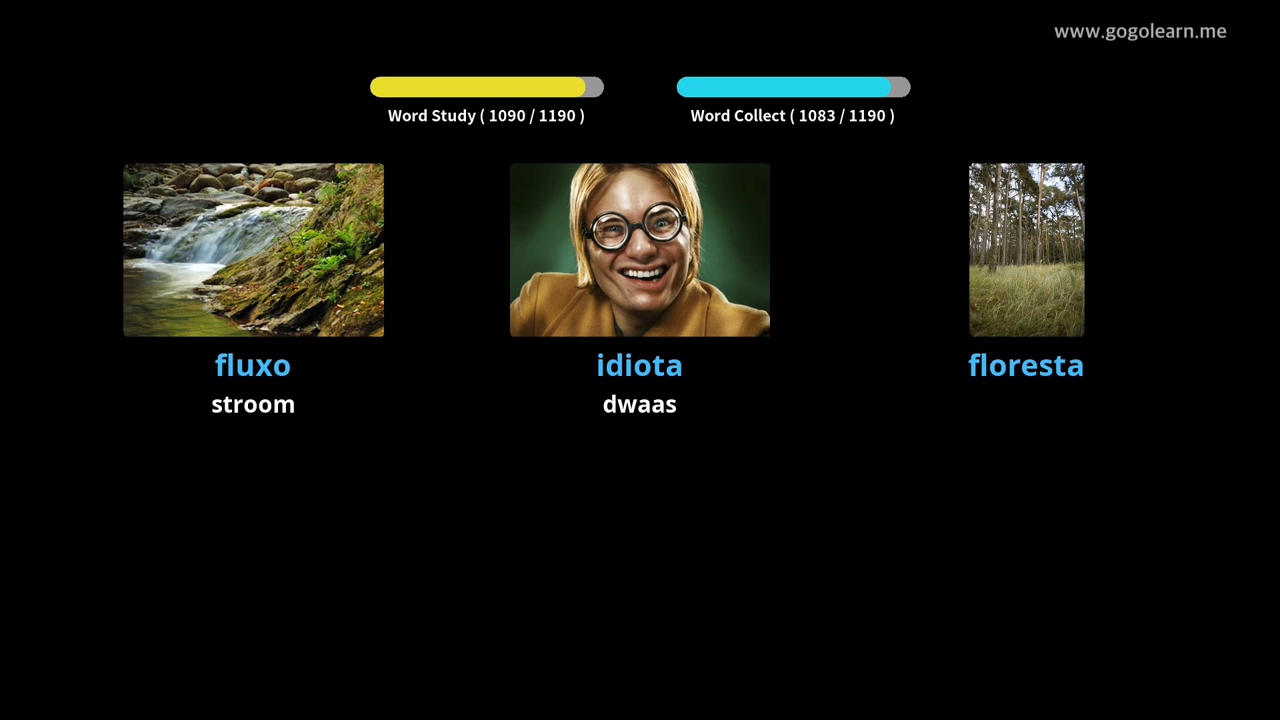 www.gogolearn.me
Word Study ( 1090 / 1190 )
Word Collect ( 1083 / 1190 )
fluxo
stroom
idiota
dwaas
floresta